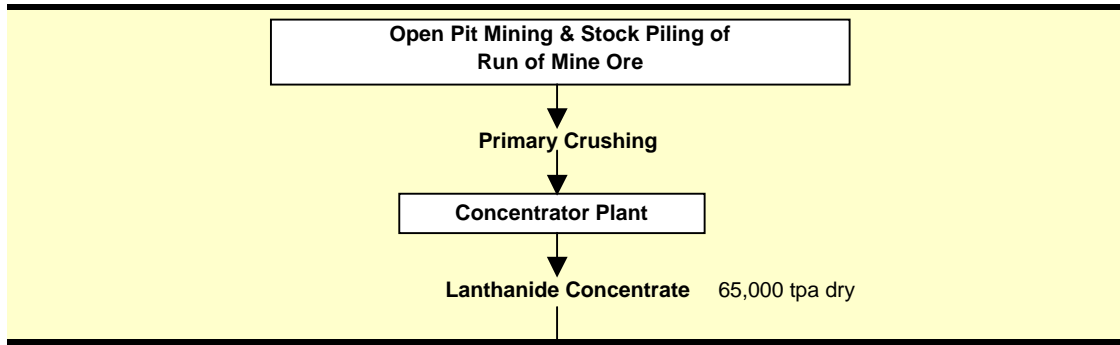 Open Pit Mining & Stock Piling of
Run of Mine Ore
Primary Crushing
Concentrator Plant
Lanthanide Concentrate 65,000 tpa dry